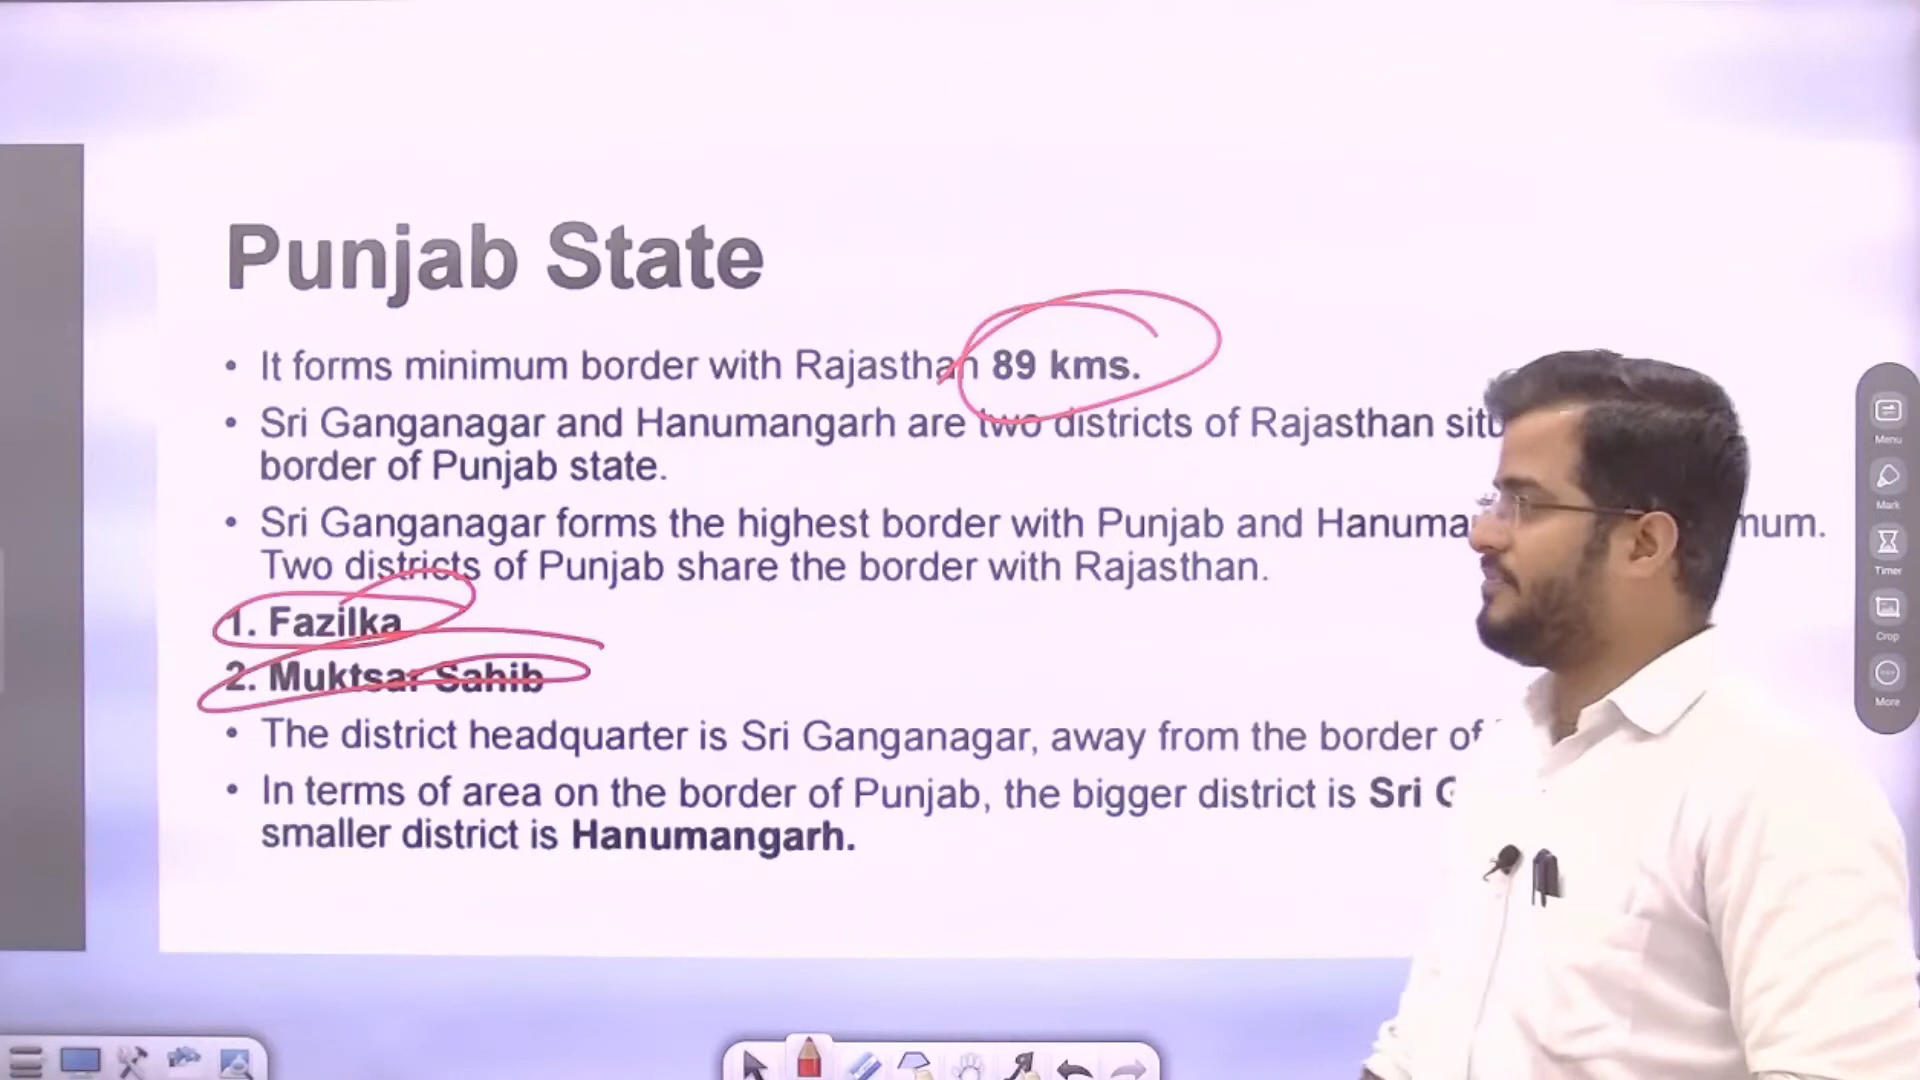 Punjab State
• It forms minimum border with Rajasthan 89 kms.
• Sri Ganganagar and Hanumangarh are two districts of Rajasthan
border of Punjab state.
• Sri Ganganagar forms the highest border with Punjab and
Two districts of Punjab share the border with Rajasthan.
1. Fazilka
2. Muktsar Sahib
• The district headquarter is Sri Ganganagar, away from the border of
• In terms of area on the border of Punjab, the bigger district is Sri
smaller district is Hanumangarh.
Menu
Mark
Timer
Crop
More